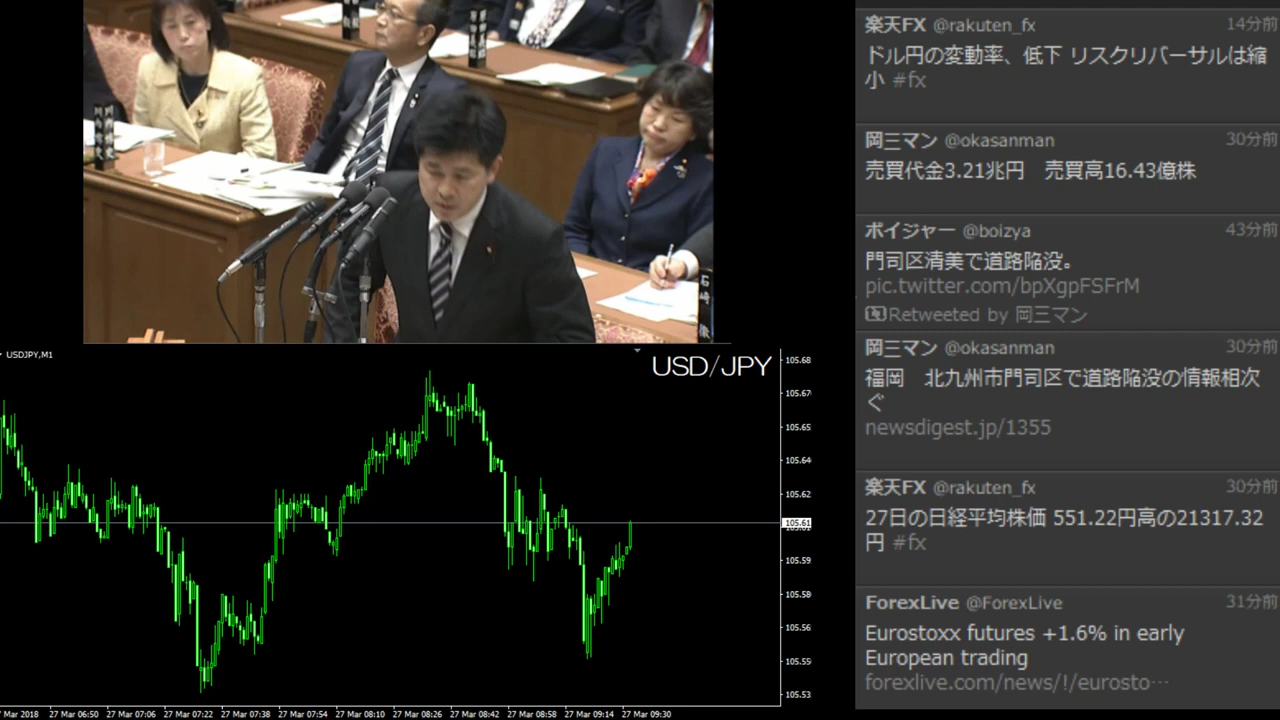 石崎 徹
USDJPY,M1
USD/JPY
105.68
105.67
105.65
105.64
105.62
105.61
105.59
105.58
105.56
105.55
105.53
Mar 2018
27 Mar 06:50
27 Mar 07:06
27 Mar 07:22
27 Mar 07:38
27 Mar 07:54
27 Mar 08:10
27 Mar 08:26
27 Mar 08:42
27 Mar 08:58
27 Mar 09:14
27 Mar 09:30
楽天FX @rakuten_fx 14分前
ドル円の変動率、低下 リスクリバーサルは縮
小 #fx
岡三マン @okasanman 30分前
売買代金3.21兆円　売買高16.43億株
ボイジャー @boizya 43分前
門司区清美で道路陥没。
pic.twitter.com/bpXgpFSFrM
Retweeted by 岡三マン
岡三マン @okasanman 30分前
福岡　北九州市門司区で道路陥没の情報相次
ぐ
newsdigest.jp/1355
楽天FX @rakuten_fx 30分前
27日の日経平均株価 551.22円高の21317.32
円 #fx
ForexLive @ForexLive 31分前
Eurostoxx futures +1.6% in early
European trading
forexlive.com/news/!/eurosto…